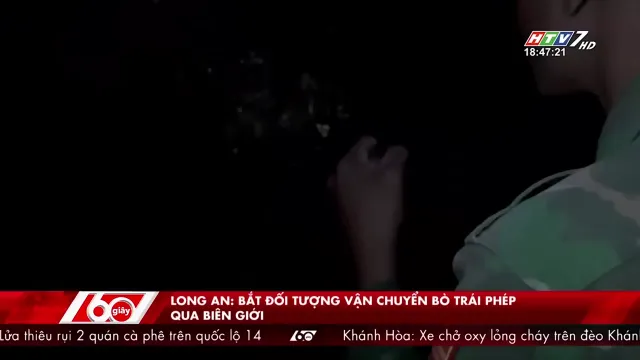 HTV7 HD
18:47:21
60 giây
LONG AN: BẮT ĐỐI TƯỢNG VẬN CHUYỂN BÒ TRÁI PHÉP
QUA BIÊN GIỚI
Lửa thiêu rụi 2 quán cà phê trên quốc lộ 14 60 giây Khánh Hòa: Xe chở oxy lỏng cháy trên đèo Khán